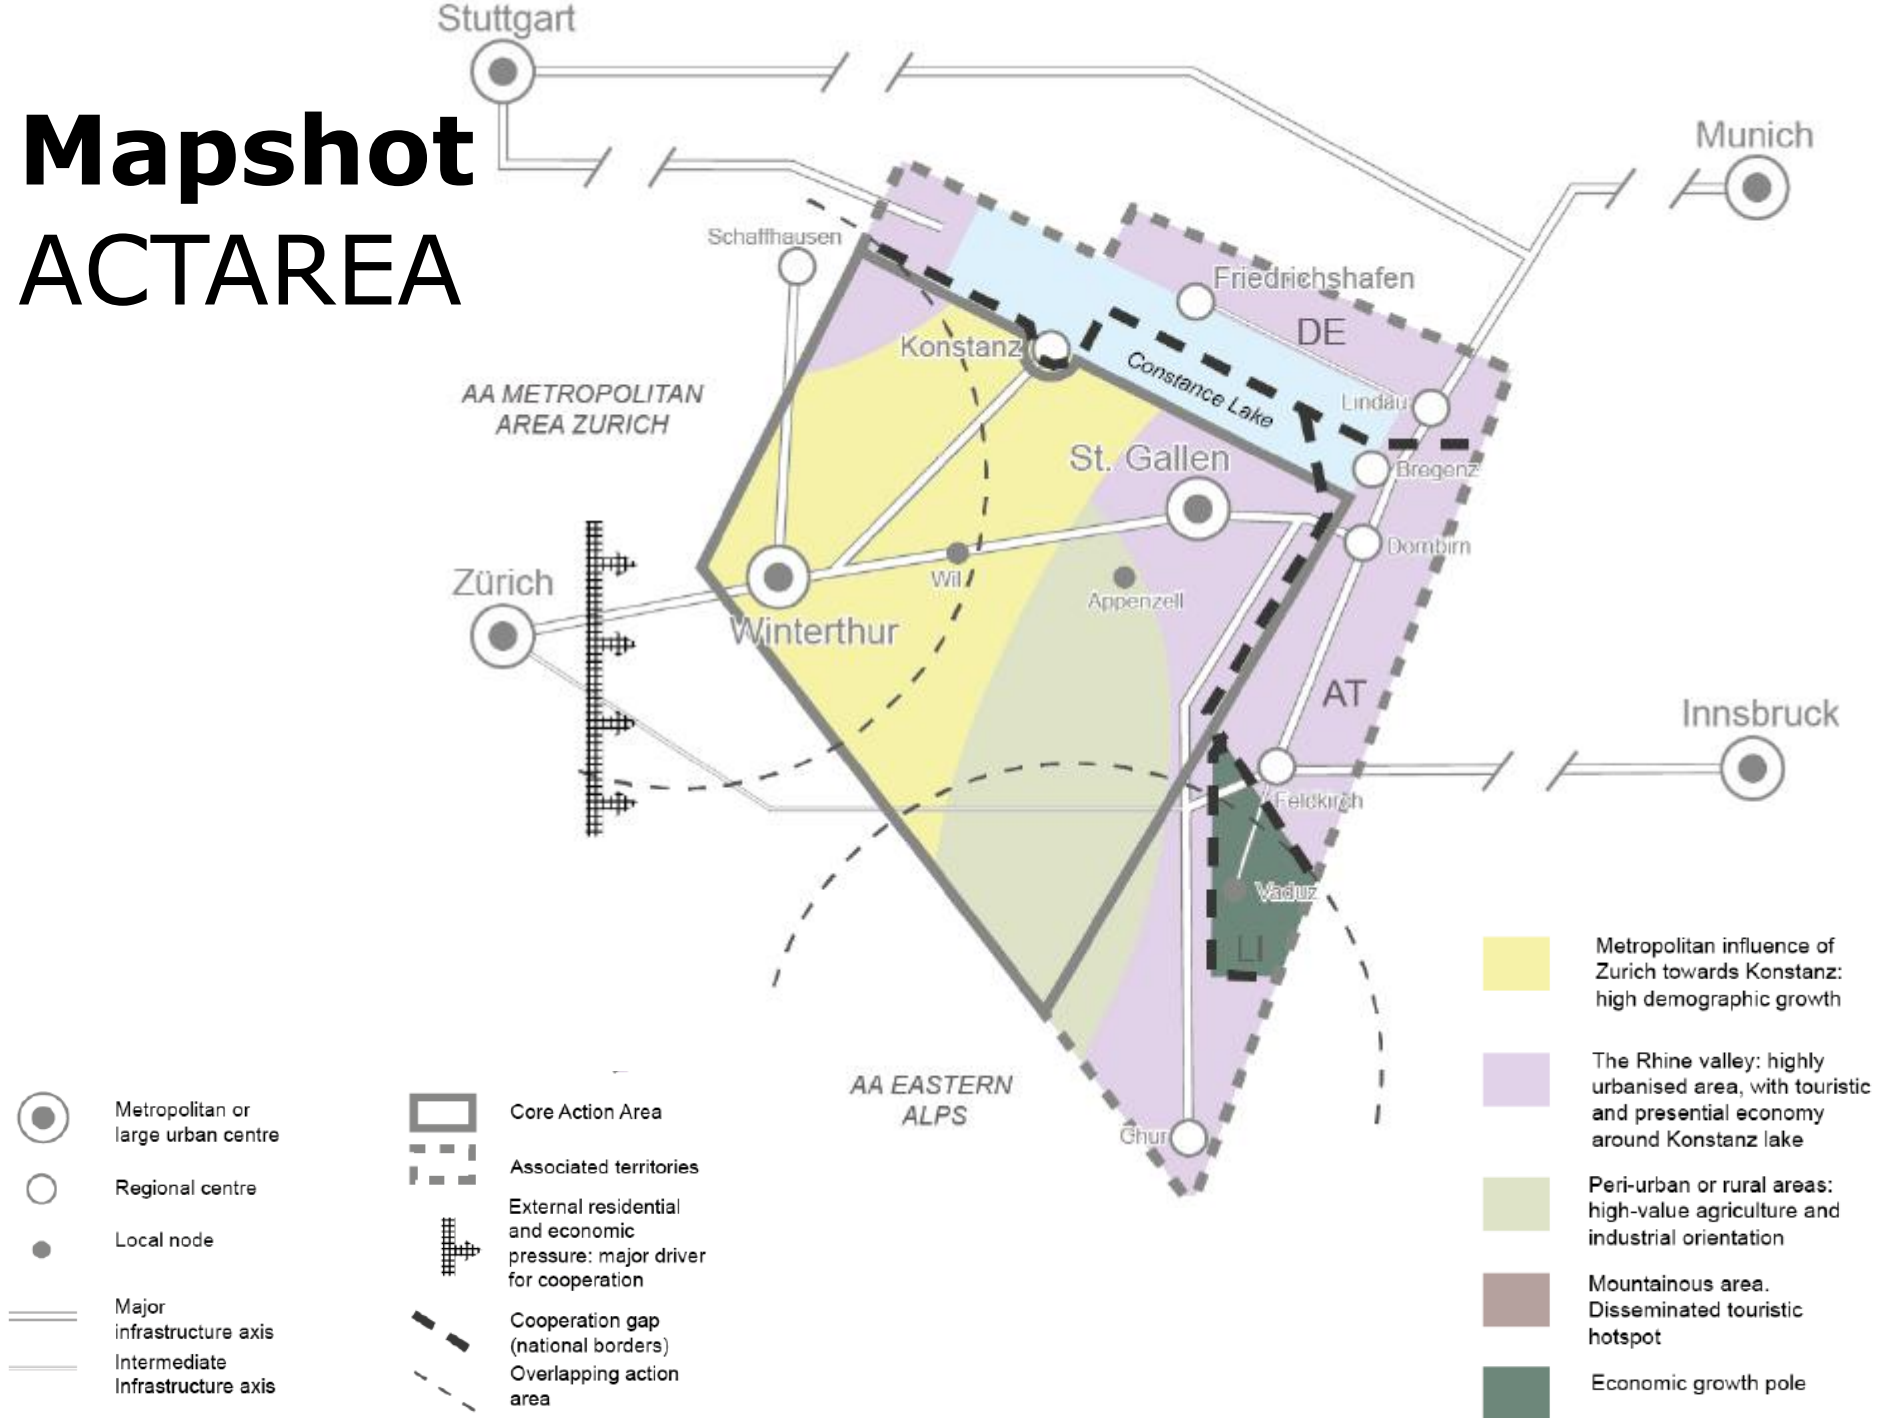 Stuttgart
Mapshot
ACTAREA
Munich
Schaffhausen
Friedrichshafen
DE
Konstanz
Constance Lake
Lindau
AA METROPOLITAN
AREA ZURICH
St. Gallen
Bregenz
Dornbirn
Zürich
Wil
Appenzell
Winterthur
AT
Innsbruck
Feldkirch
Vaduz
LI
AA EASTERN
ALPS
Chur
Metropolitan or
large urban centre
Regional centre
Local node
Major
infrastructure axis
Intermediate
Infrastructure axis
Core Action Area
Associated territories
External residential
and economic
pressure: major driver
for cooperation
Cooperation gap
(national borders)
Overlapping action
area
Metropolitan influence of
Zurich towards Konstanz:
high demographic growth
The Rhine valley: highly
urbanised area, with touristic
and presential economy
around Konstanz lake
Peri-urban or rural areas:
high-value agriculture and
industrial orientation
Mountainous area.
Disseminated touristic
hotspot
Economic growth pole